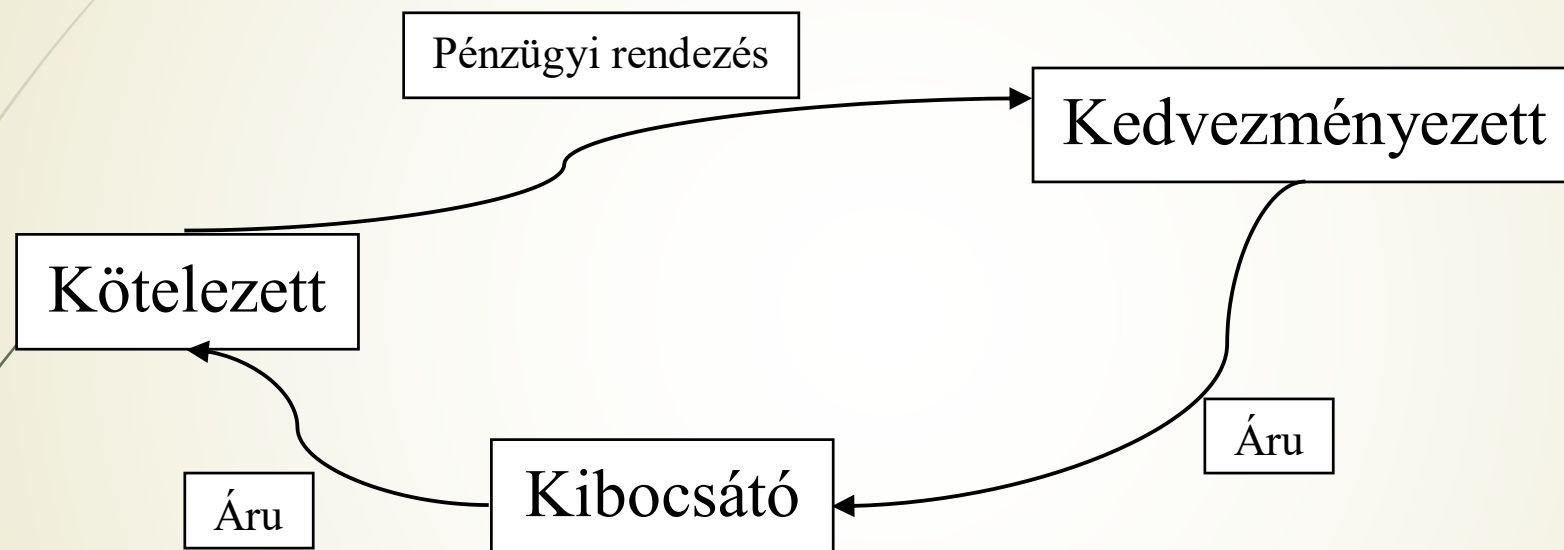 Pénzügyi rendezés
Kedvezményezett
Kötelezett
Áru
Kibocsátó
Áru